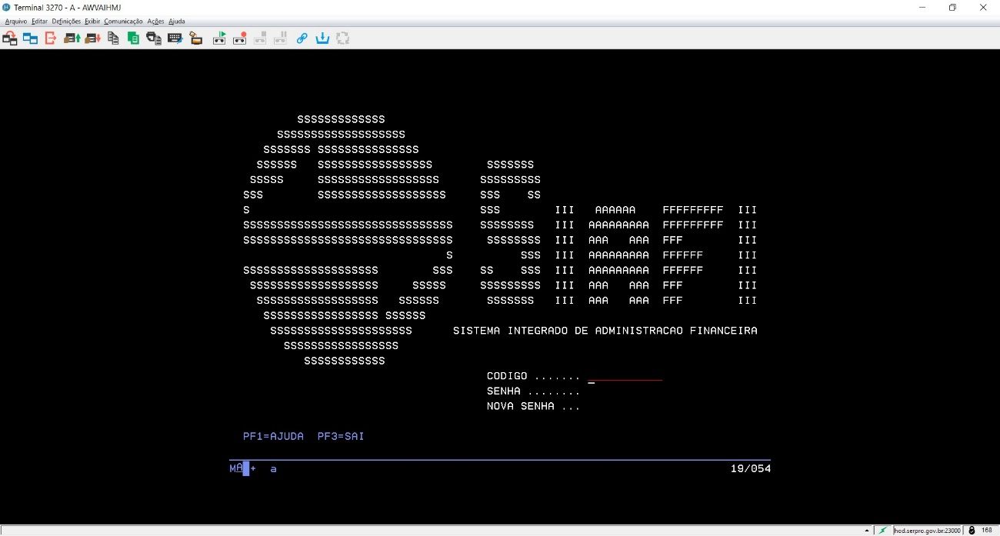 Terminal 3270 - A - AWVAIHMJ
Arquivo Editar Definições Exibir Comunicação Ações Ajuda
SSSSSSSSSSSSS
SSSSSSSSSSSSSSSSSSS
SSSSSSS SSSSSSSSSSSSSSS
SSSSSS SSSSSSSSSSSSSSSSS SSSSSSS
SSSSS SSSSSSSSSSSSSSSSSS SSSSSSSSS
SSS SSSSSSSSSSSSSSSSSSS SSS SS
S SSS III AAAAAA FFFFFFFFF III
SSSSSSSSSSSSSSSSSSSSSSSSSSSSSSS SSSSSSSS III AAAAAAAAA FFFFFFFFF III
SSSSSSSSSSSSSSSSSSSSSSSSSSSSSSS SSSSSSSS III AAA AAA FFF III
S SSS III AAAAAAAAA FFFFFF III
SSSSSSSSSSSSSSSSSSSS SSS SS SSS III AAAAAAAAA FFFFFF III
SSSSSSSSSSSSSSSSSSS SSSSS SSSSSSSSS III AAA AAA FFF III
SSSSSSSSSSSSSSSSSS SSSSSS SSSSSSS III AAA AAA FFF III
SSSSSSSSSSSSSSSSS SSSSSS
SSSSSSSSSSSSSSSSSSSSS SISTEMA INTEGRADO DE ADMINISTRACAO FINANCEIRA
SSSSSSSSSSSSSSSSS
SSSSSSSSSSSS
CODIGO .......
SENHA ........
NOVA SENHA ...
PF1=AJUDA PF3=SAI
MA + a 19/054
hod.serpro.gov.br:23000 168